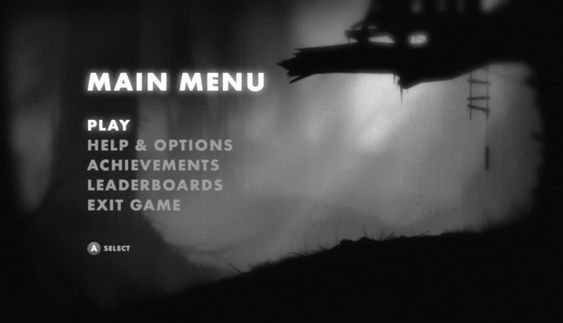 MAIN MENU
PLAY
HELP & OPTIONS
ACHIEVEMENTS
LEADERBOARDS
EXIT GAME
A SELECT